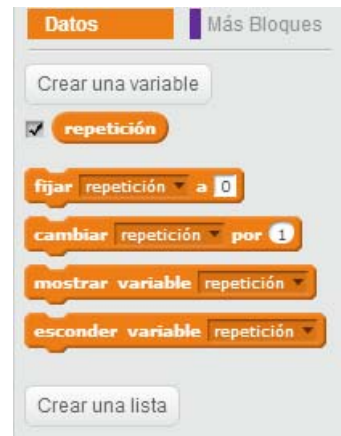 Datos Más Bloques
Crear una variable
repetición
fijar repetición a 0
cambiar repetición por 1
mostrar variable repetición
esconder variable repetición
Crear una lista